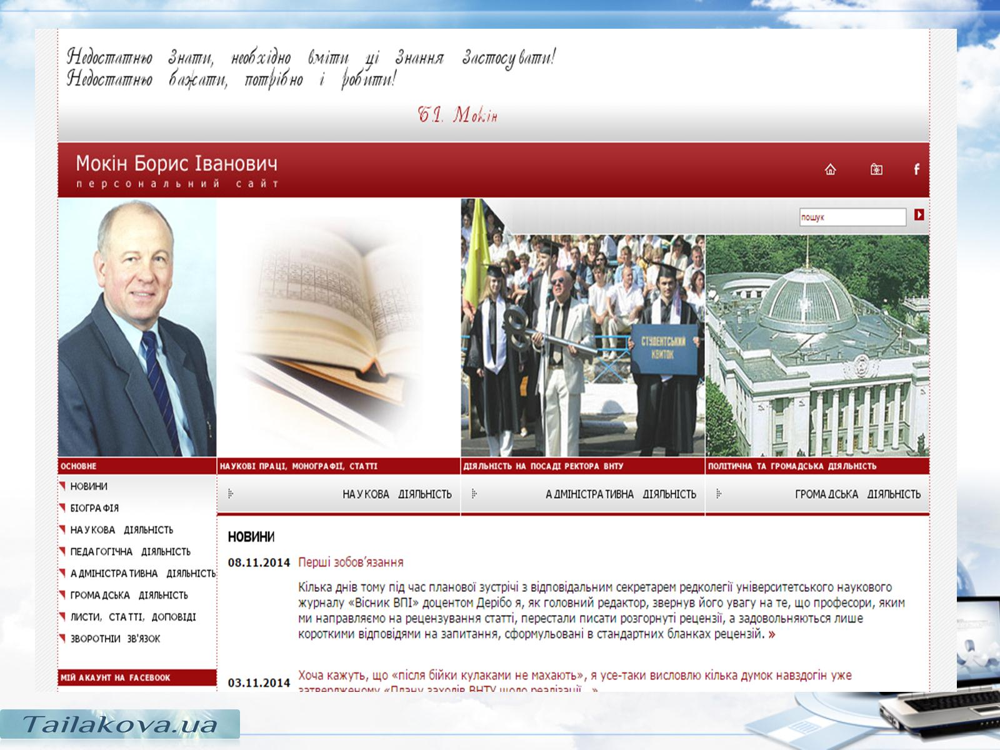 Недостатньо Знати, необхідно вміти ці Знання Застосувати!
Недостатньо бажати, потрібно і робити!
Б.І. Мокін
Мокін Борис Іванович
персональний сайт
f
пошук
СТУДЕНТСЬКИЙ
КВИТОК
ОСНОВНЕ
НАУКОВІ ПРАЦІ, МОНОГРАФІЇ, СТАТТІ
ДІЯЛЬНІСТЬ НА ПОСАДІ РЕКТОРА ВНТУ
ПОЛІТИЧНА ТА ГРОМАДСЬКА ДІЯЛЬНІСТЬ
НАУКОВА ДІЯЛЬНІСТЬ
АДМІНІСТРАТИВНА ДІЯЛЬНІСТЬ
ГРОМАДСЬКА ДІЯЛЬНІСТЬ
НОВИНИ
БІОГРАФІЯ
НАУКОВА ДІЯЛЬНІСТЬ
ПЕДАГОГІЧНА ДІЯЛЬНІСТЬ
АДМІНІСТРАТИВНА ДІЯЛЬНІСТЬ
ГРОМАДСЬКА ДІЯЛЬНІСТЬ
ЛИСТИ, СТАТТІ, ДОПОВІДІ
ЗВОРОТНІИ ЗВ'ЯЗОК
МІЙ АКАУНТ НА FACEBOOK
НОВИНИ
08.11.2014 Перші зобов’язання
Кілька днів тому під час планової зустрічі з відповідальним секретарем редколегії університетського наукового
журналу «Вісник ВПІ» доцентом Дерібо я, як головний редактор, звернув його увагу на те, що професори, яким
ми направляємо на рецензування статті, перестали писати розгорнуті рецензії, а задовольняються лише
короткими відповідями на запитання, сформульовані в стандартних бланках рецензій. »
03.11.2014 Хоча кажуть, що «після бійки кулаками не махають», я усе-таки висловлю кілька думок навздогін уже
затвердженому «Плану заходів ВНТУ щодо реалізації...»
Tailakova.ua